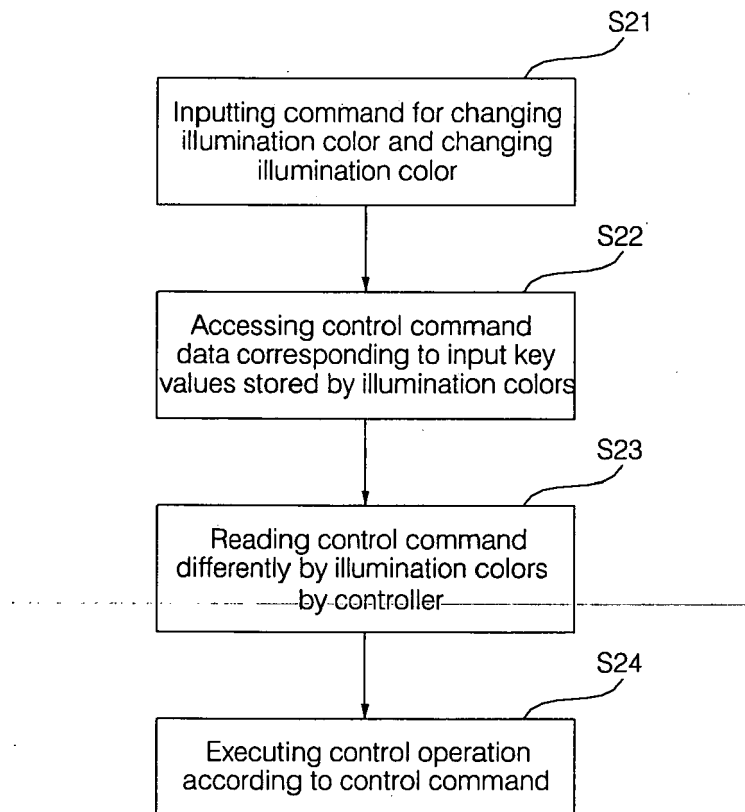 S21
Inputting command for changing
illumination color and changing
illumination color
S22
Accessing control command
data corresponding to input key
values stored by illumination colors
S23
Reading control command
differently by illumination colors
by controller
S24
Executing control operation
according to control command